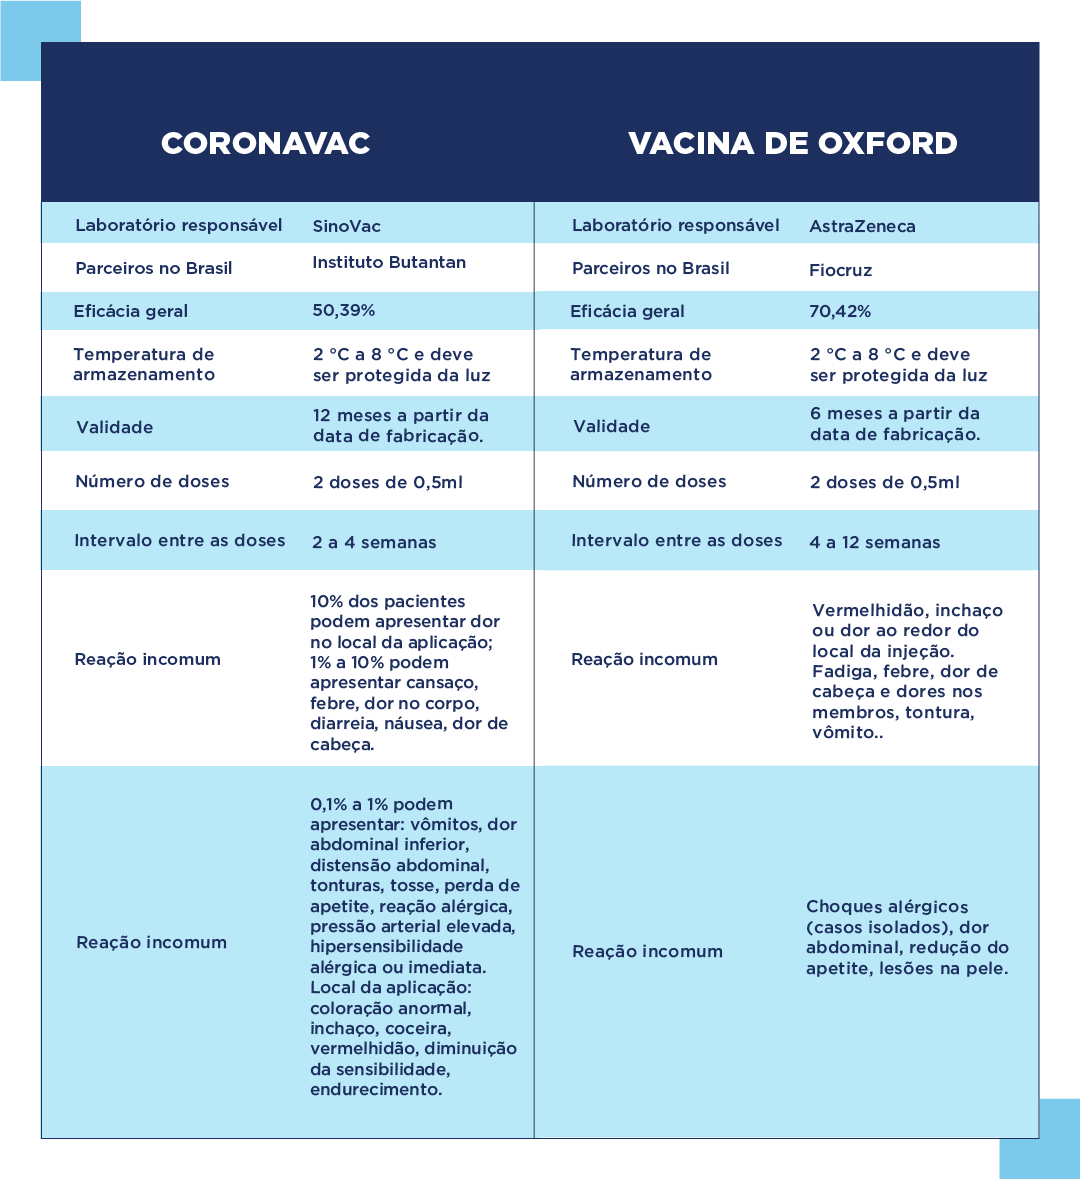 CORONAVAC
VACINA DE OXFORD
Laboratório responsável
SinoVac
Parceiros no Brasil
Instituto Butantan
Eficácia geral
50,39%
Temperatura de
armazenamento
2 °C a 8 °C e deve
ser protegida da luz
Validade
12 meses a partir da
data de fabricação.
Número de doses
2 doses de 0,5ml
Intervalo entre as doses
2 a 4 semanas
Reação incomum
10% dos pacientes
podem apresentar dor
no local da aplicação;
1% a 10% podem
apresentar cansaço,
febre, dor no corpo,
diarreia, náusea, dor de
cabeça.
Reação incomum
0,1% a 1% podem
apresentar: vômitos, dor
abdominal inferior,
distensão abdominal,
tonturas, tosse, perda de
apetite, reação alérgica,
pressão arterial elevada,
hipersensibilidade
alérgica ou imediata.
Local da aplicação:
coloração anormal,
inchaço, coceira,
vermelhidão, diminuição
da sensibilidade,
endurecimento.
Laboratório responsável
AstraZeneca
Parceiros no Brasil
Fiocruz
Eficácia geral
70,42%
Temperatura de
armazenamento
2 °C a 8 °C e deve
ser protegida da luz
Validade
6 meses a partir da
data de fabricação.
Número de doses
2 doses de 0,5ml
Intervalo entre as doses
4 a 12 semanas
Reação incomum
Vermelhidão, inchaço
ou dor ao redor do
local da injeção.
Fadiga, febre, dor de
cabeça e dores nos
membros, tontura,
vômito..
Reação incomum
Choques alérgicos
(casos isolados), dor
abdominal, redução do
apetite, lesões na pele.